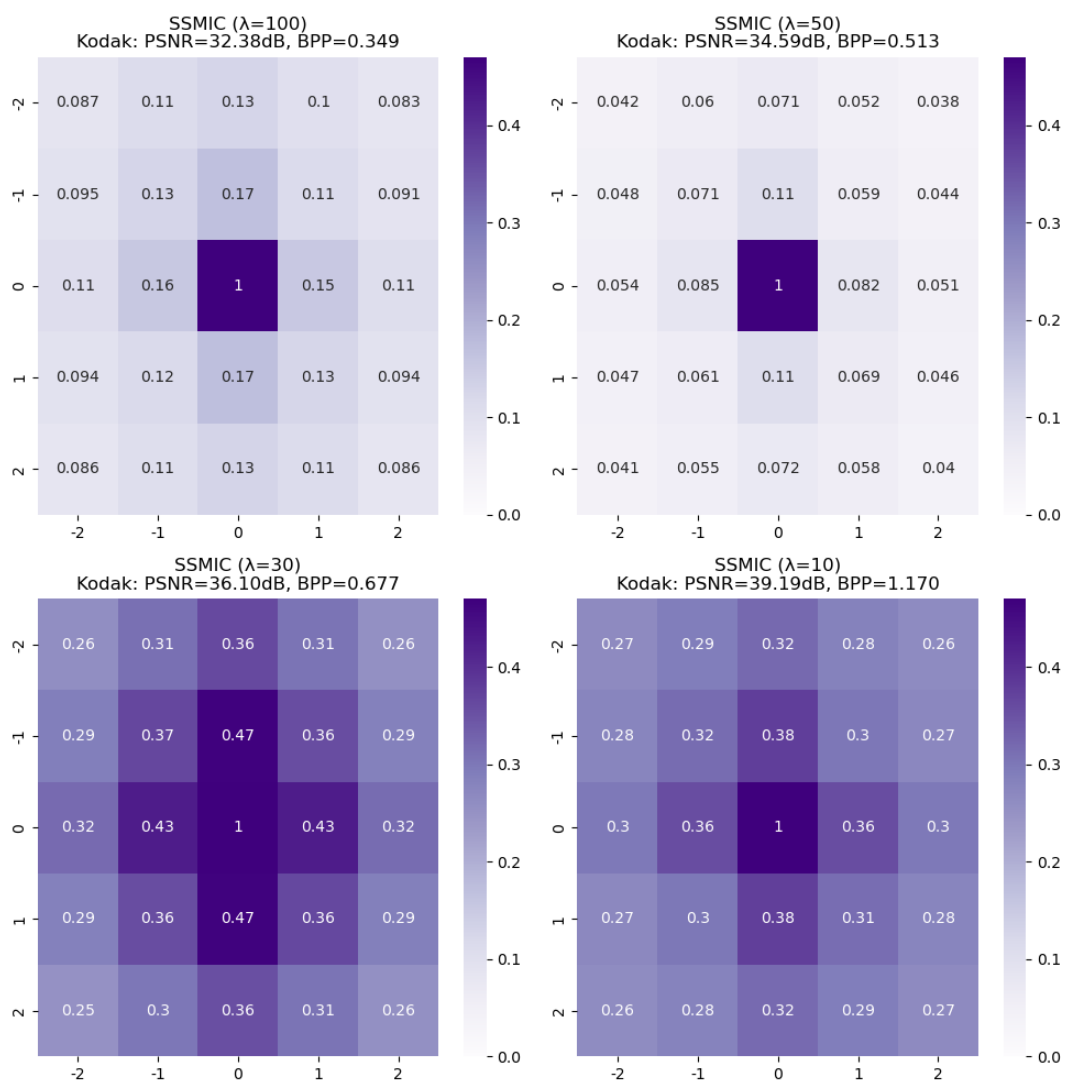 SSMIC (λ=100)
Kodak: PSNR=32.38dB, BPP=0.349
-2 0.087 0.11 0.13 0.1 0.083
-1 0.095 0.13 0.17 0.11 0.091
0 0.11 0.16 1 0.15 0.11
1 0.094 0.12 0.17 0.13 0.094
2 0.086 0.11 0.13 0.11 0.086
-2 -1 0 1 2
0.4
0.3
0.2
0.1
0.0
SSMIC (λ=50)
Kodak: PSNR=34.59dB, BPP=0.513
-2 0.042 0.06 0.071 0.052 0.038
-1 0.048 0.071 0.11 0.059 0.044
0 0.054 0.085 1 0.082 0.051
1 0.047 0.061 0.11 0.069 0.046
2 0.041 0.055 0.072 0.058 0.04
-2 -1 0 1 2
0.4
0.3
0.2
0.1
0.0
SSMIC (λ=30)
Kodak: PSNR=36.10dB, BPP=0.677
-2 0.26 0.31 0.36 0.31 0.26
-1 0.29 0.37 0.47 0.36 0.29
0 0.32 0.43 1 0.43 0.32
1 0.29 0.36 0.47 0.36 0.29
2 0.25 0.3 0.36 0.31 0.26
-2 -1 0 1 2
0.4
0.3
0.2
0.1
0.0
SSMIC (λ=10)
Kodak: PSNR=39.19dB, BPP=1.170
-2 0.27 0.29 0.32 0.28 0.26
-1 0.28 0.32 0.38 0.3 0.27
0 0.3 0.36 1 0.36 0.3
1 0.27 0.3 0.38 0.31 0.28
2 0.26 0.28 0.32 0.29 0.27
-2 -1 0 1 2
0.4
0.3
0.2
0.1
0.0